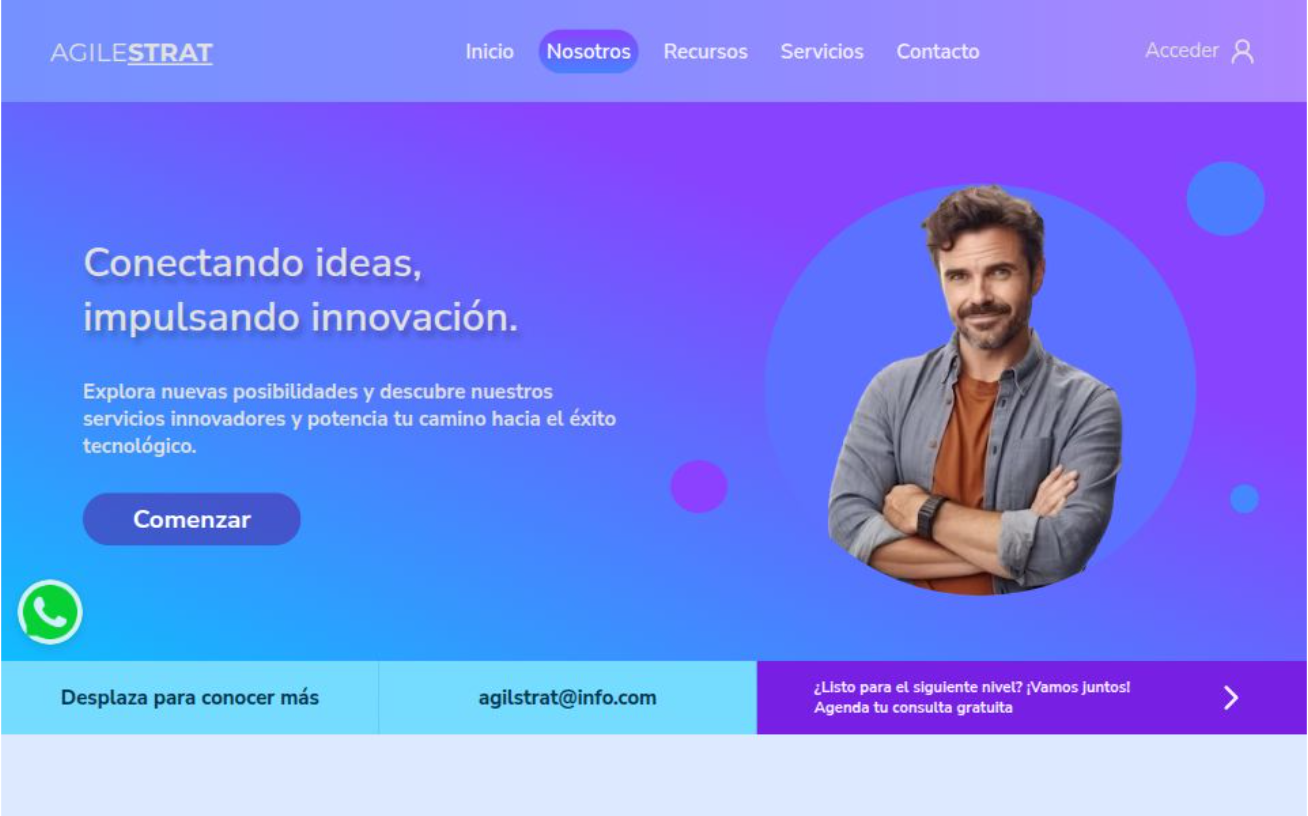 AGILESTRAT
Inicio Nosotros Recursos Servicios Contacto
Acceder
Conectando ideas,
impulsando innovación.
Explora nuevas posibilidades y descubre nuestros
servicios innovadores y potencia tu camino hacia el éxito
tecnológico.
Comenzar
Desplaza para conocer más
agilstrat@info.com
¿Listo para el siguiente nivel? ¡Vamos juntos!
Agenda tu consulta gratuita